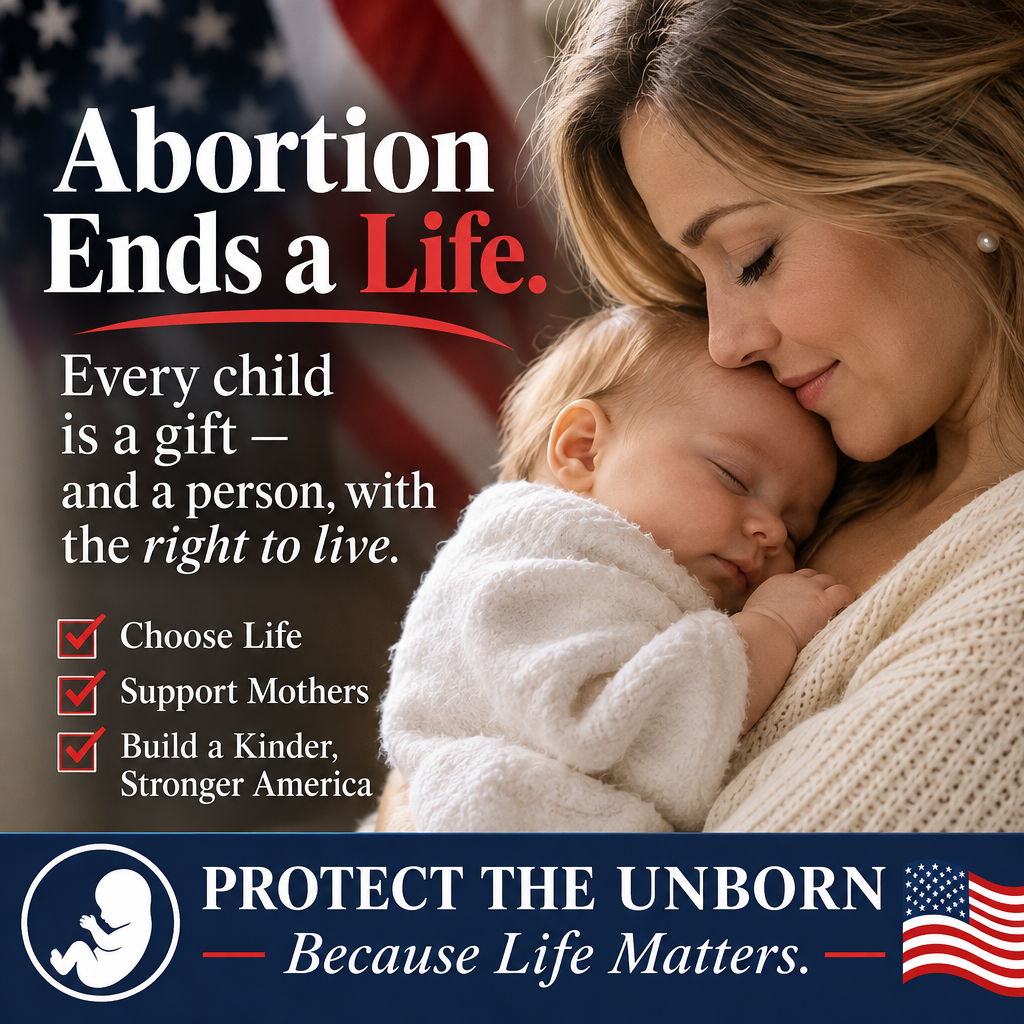 Abortion
Ends a Life.
Every child
is a gift —
and a person, with
the right to live.
Choose Life
Support Mothers
Build a Kinder,
Stronger America
PROTECT THE UNBORN
Because Life Matters.